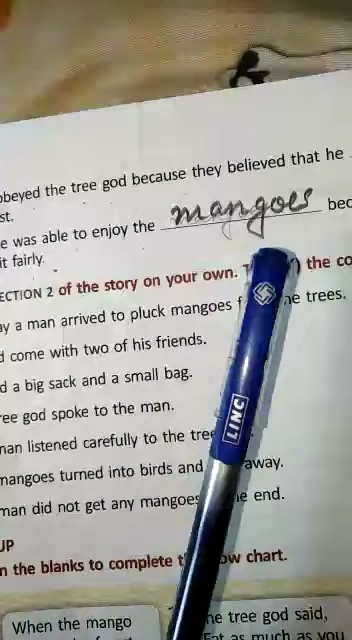 obeyed the tree god because they believed that he
st.
e was able to enjoy the mangoes bec
it fairly.
ECTION 2 of the story on your own. the co
ay a man arrived to pluck mangoes f he trees.
d come with two of his friends.
d a big sack and a small bag.
ree god spoke to the man.
man listened carefully to the tree
mangoes turned into birds and away.
man did not get any mangoes e end.
UP
n the blanks to complete t ow chart.
When the mango
he tree god said,
Eat as much as you
LINC